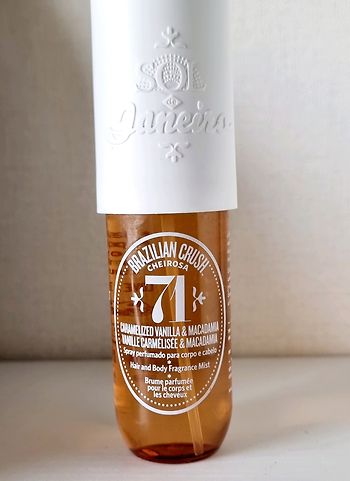 SOL
de
Janeiro
BRAZILIAN CRUSH
CHEIROSA
71
CARAMELIZED VANILLA & MACADAMIA
VANILLE CARMÉLISÉE & MACADAMIA
Spray perfumado para corpo e cabelo
Hair and Body Fragrance Mist
Brume parfumée
pour le corps et
les cheveux